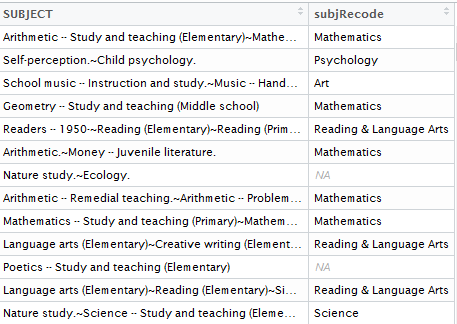 SUBJECT subjRecode
Arithmetic -- Study and teaching (Elementary)~Mathe... Mathematics
Self-perception.~Child psychology. Psychology
School music -- Instruction and study.~Music -- Hand... Art
Geometry -- Study and teaching (Middle school) Mathematics
Readers -- 1950-~Reading (Elementary)~Reading (Prim... Reading & Language Arts
Arithmetic.~Money -- Juvenile literature. Mathematics
Nature study.~Ecology. NA
Arithmetic -- Remedial teaching.~Arithmetic -- Problem... Mathematics
Mathematics -- Study and teaching (Primary)~Mathem... Mathematics
Language arts (Elementary)~Creative writing (Element... Reading & Language Arts
Poetics -- Study and teaching (Elementary) NA
Language arts (Elementary)~Reading (Elementary)~Si... Reading & Language Arts
Nature study.~Science -- Study and teaching (Eleme... Science